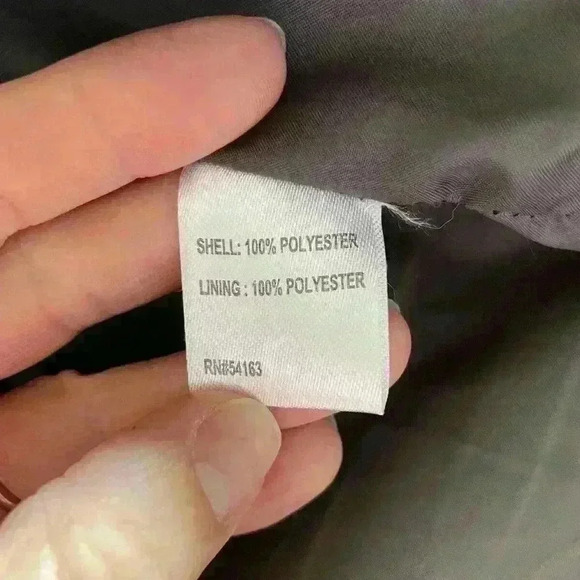 SHELL: 100% POLYESTER
LINING : 100% POLYESTER
RN#54163